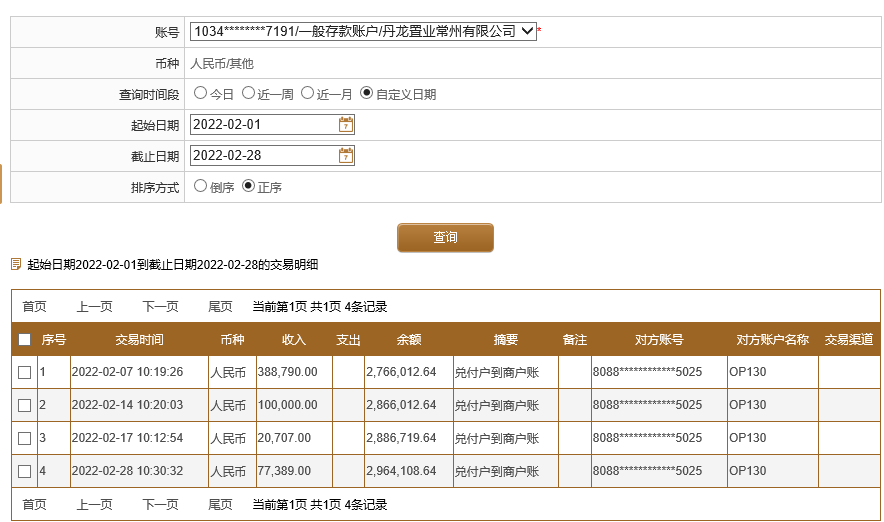 账号 1034********7191/一般存款账户/丹龙置业常州有限公司 *
币种 人民币/其他
查询时间段 今日 近一周 近一月 自定义日期
起始日期 2022-02-01
截止日期 2022-02-28
排序方式 倒序 正序
查询
起始日期2022-02-01到截止日期2022-02-28的交易明细
首页 上一页 下一页 尾页 当前第1页 共1页 4条记录
序号 交易时间 币种 收入 支出 余额 摘要 备注 对方账号 对方账户名称 交易渠道
1 2022-02-07 10:19:26 人民币 388,790.00 2,766,012.64 兑付户到商户账 8088************5025 OP130
2 2022-02-14 10:20:03 人民币 100,000.00 2,866,012.64 兑付户到商户账 8088************5025 OP130
3 2022-02-17 10:12:54 人民币 20,707.00 2,886,719.64 兑付户到商户账 8088************5025 OP130
4 2022-02-28 10:30:32 人民币 77,389.00 2,964,108.64 兑付户到商户账 8088************5025 OP130
首页 上一页 下一页 尾页 当前第1页 共1页 4条记录